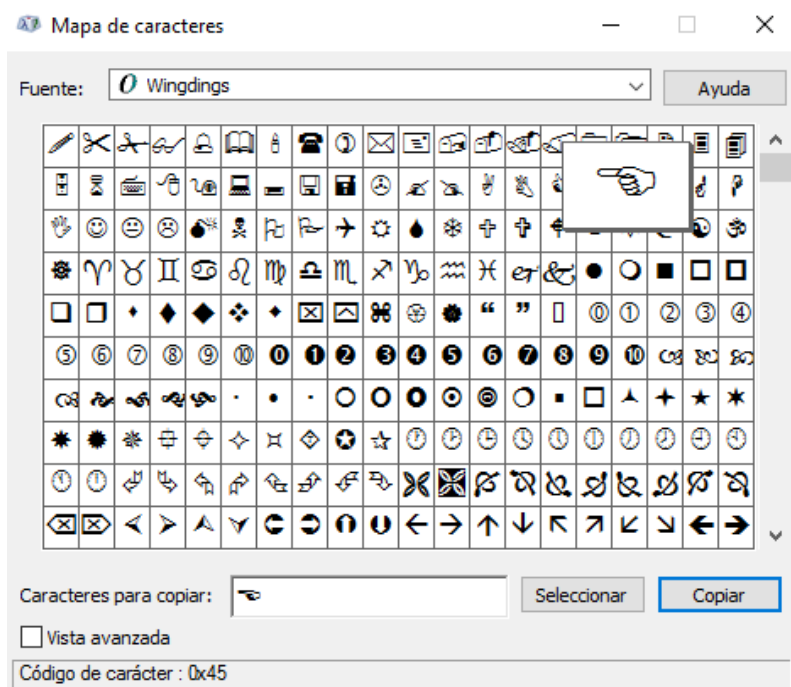 Mapa de caracteres
Fuente: Wingdings Ayuda
Caracteres para copiar: ☜ Seleccionar Copiar
Vista avanzada
Código de carácter : 0x45